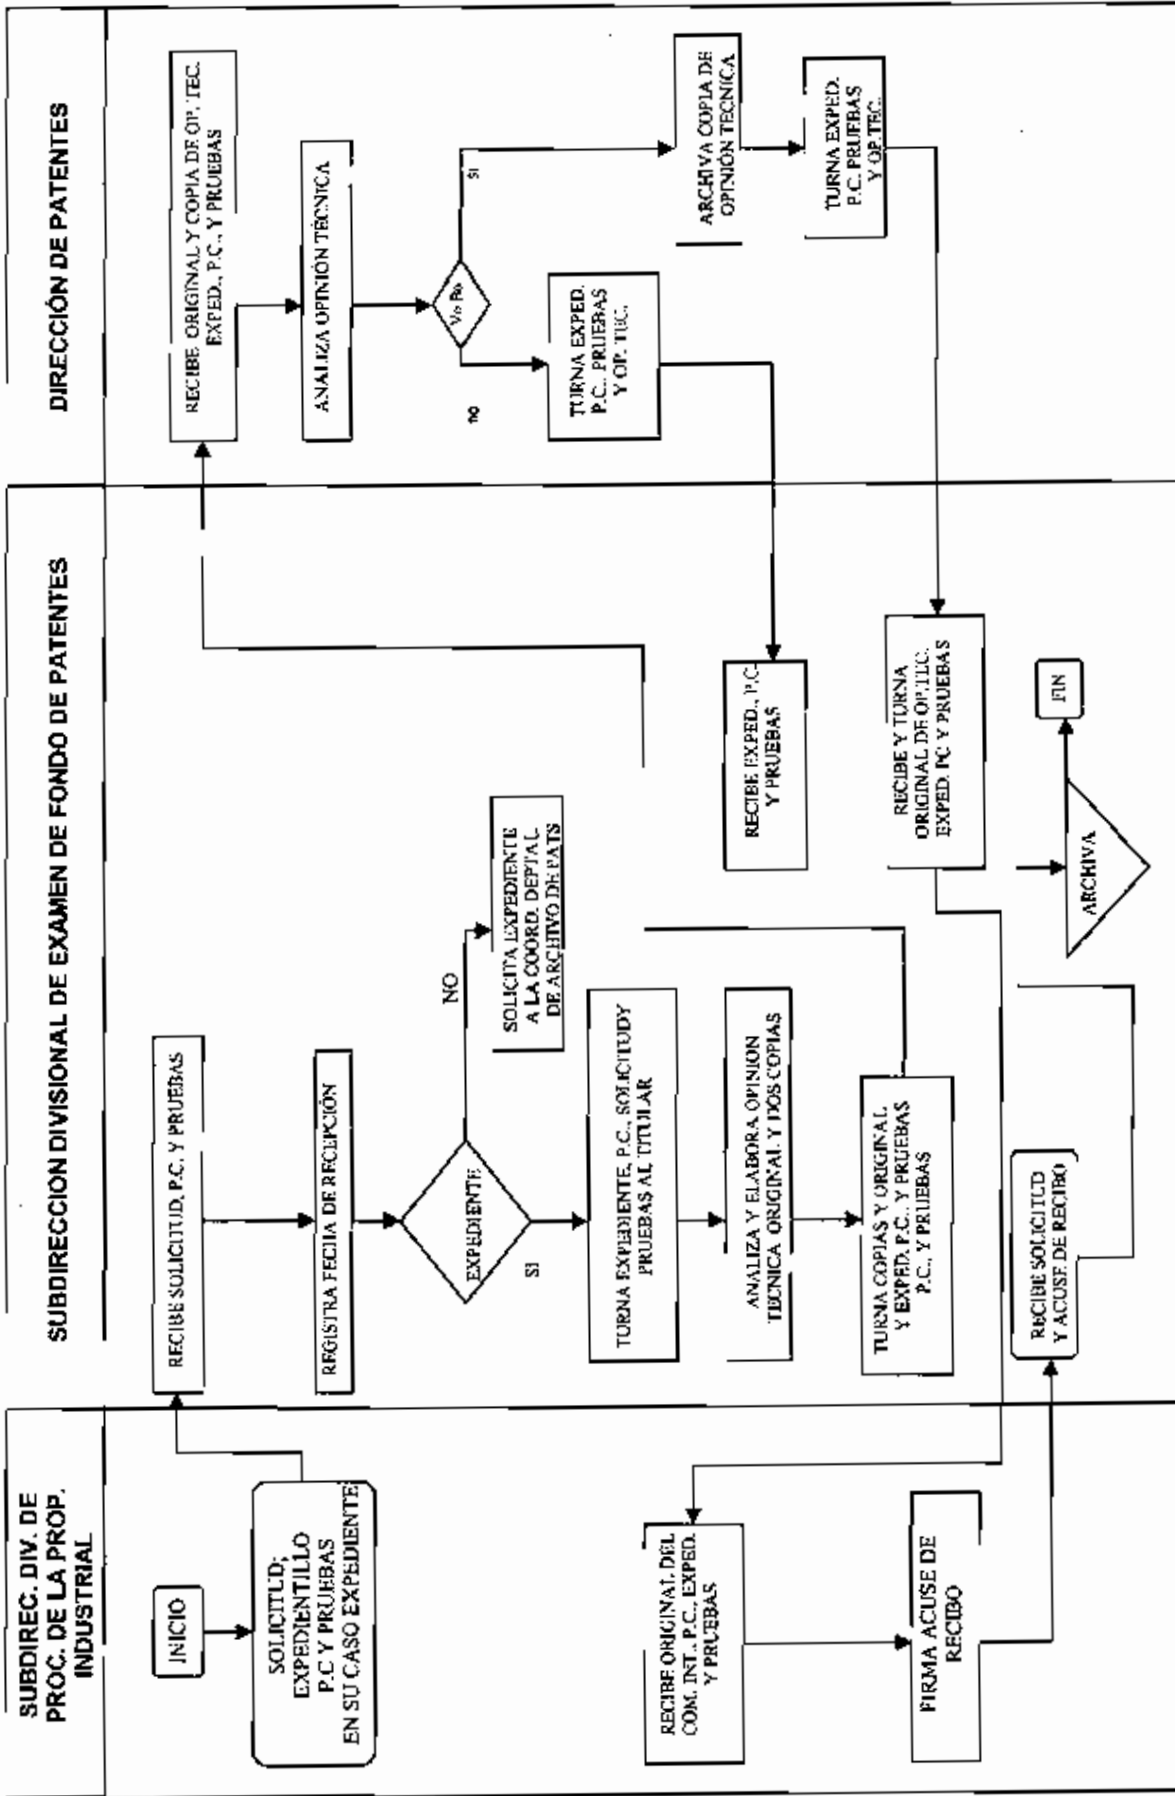 SUBDIREC. DIV. DE
PROC. DE LA PROP.
INDUSTRIAL
INICIO
SOLICITUD;
EXPEDIENTILLO
P.C Y PRUEBAS
EN SU CASO EXPEDIENTE
RECIBE ORIGINAL DEL
COM. INT., P.C., EXPED.
Y PRUEBAS
FIRMA ACUSE DE
RECIBO
SUBDIRECCION DIVISIONAL DE EXAMEN DE FONDO DE PATENTES
RECIBE SOLICITUD, P.C, Y PRUEBAS
REGISTRA FECHA DE RECEPCIÓN
EXPEDIENTE
NO
SI
SOLICITA EXPEDIENTE
A LA COORD. DEPTAL.
DE ARCHIVO DE PATS
TURNA EXPEDIENTE, P.C., SOLICITUDY
PRUEBAS AL TITULAR
ANALIZA Y ELABORA OPINION
TECNICA ORIGINAL Y DOS COPIAS
TURNA COPIAS Y ORIGINAL
Y EXPED. P.C., Y PRUEBAS
P.C., Y PRUEBAS
RECIBE EXPED., P.C-
Y PRUEBAS
RECIBE Y TURNA
ORIGINAL DE OP.TEC.
EXPED. PC Y PRUEBAS
RECIBE SOLICITUD
Y ACUSE DE RECIBO
ARCHIVA
FIN
DIRECCIÓN DE PATENTES
RECIBE ORIGINAL Y COPIA DE OP. TEC.
EXPED., P.C., Y PRUEBAS
ANALIZA OPINIÓN TÉCNICA
Vo Bo
SI
no
TURNA EXPED.
P.C., PRUEBAS
Y OP. TEC.
ARCHIVA COPIA DE
OPINIÓN TECNICA
TURNA EXPED.
P.C. PRUEBAS
Y OP.TEC.